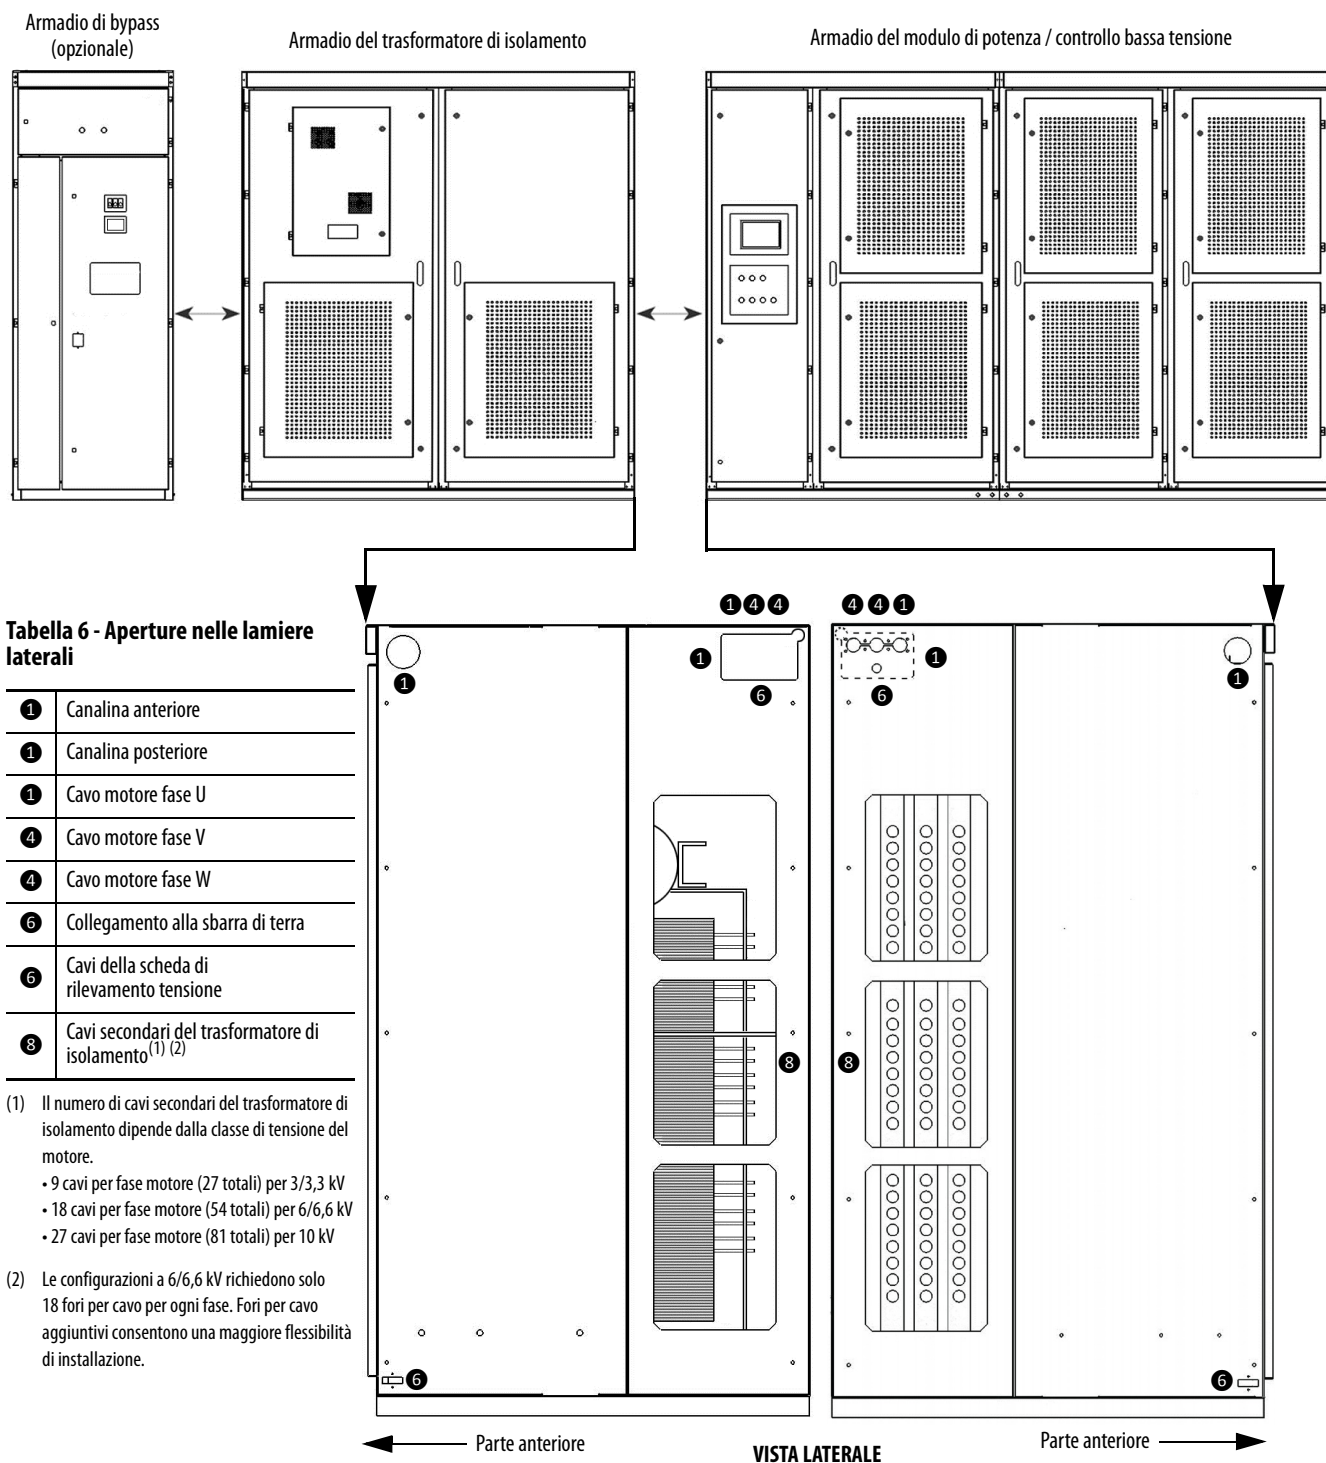 Armadio di bypass
(opzionale)
Armadio del trasformatore di isolamento
Armadio del modulo di potenza / controllo bassa tensione
❶ ❹ ❹
❹ ❹ ❶
❶
❶
❶
❶
❻
❻
❽
❽
❻
❻
Tabella 6 - Aperture nelle lamiere
laterali
❶ Canalina anteriore
❶ Canalina posteriore
❶ Cavo motore fase U
❹ Cavo motore fase V
❹ Cavo motore fase W
❻ Collegamento alla sbarra di terra
❻ Cavi della scheda di
rilevamento tensione
❽ Cavi secondari del trasformatore di
isolamento(1) (2)
(1) Il numero di cavi secondari del trasformatore di
isolamento dipende dalla classe di tensione del
motore.
• 9 cavi per fase motore (27 totali) per 3/3,3 kV
• 18 cavi per fase motore (54 totali) per 6/6,6 kV
• 27 cavi per fase motore (81 totali) per 10 kV
(2) Le configurazioni a 6/6,6 kV richiedono solo
18 fori per cavo per ogni fase. Fori per cavo
aggiuntivi consentono una maggiore flessibilità
di installazione.
Parte anteriore
VISTA LATERALE
Parte anteriore